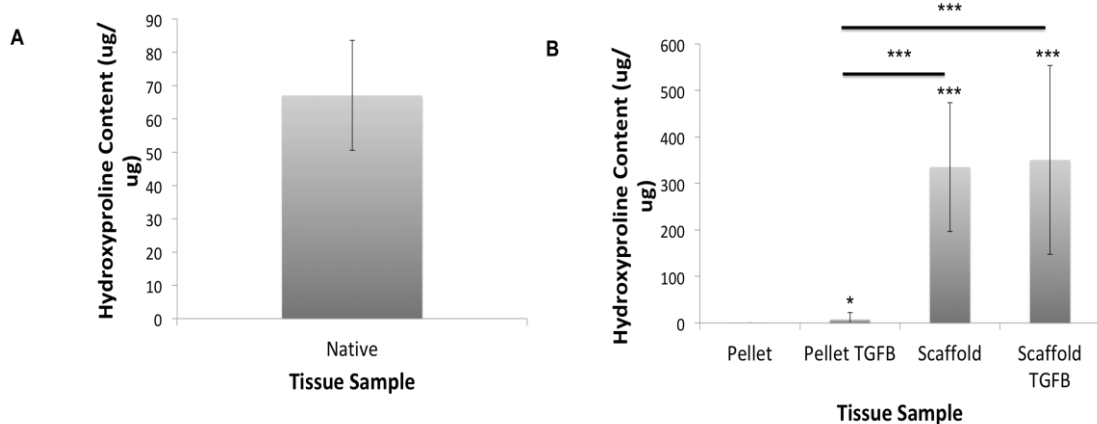 A
Hydroxyproline Content (ug/
ug)
90
80
70
60
50
40
30
20
10
0
Native
Tissue Sample
B
Hydroxyproline Content (ug/
ug)
600
500
400
300
200
100
0
***
***
***
***
*
Pellet
Pellet TGFB
Scaffold
Scaffold
TGFB
Tissue Sample